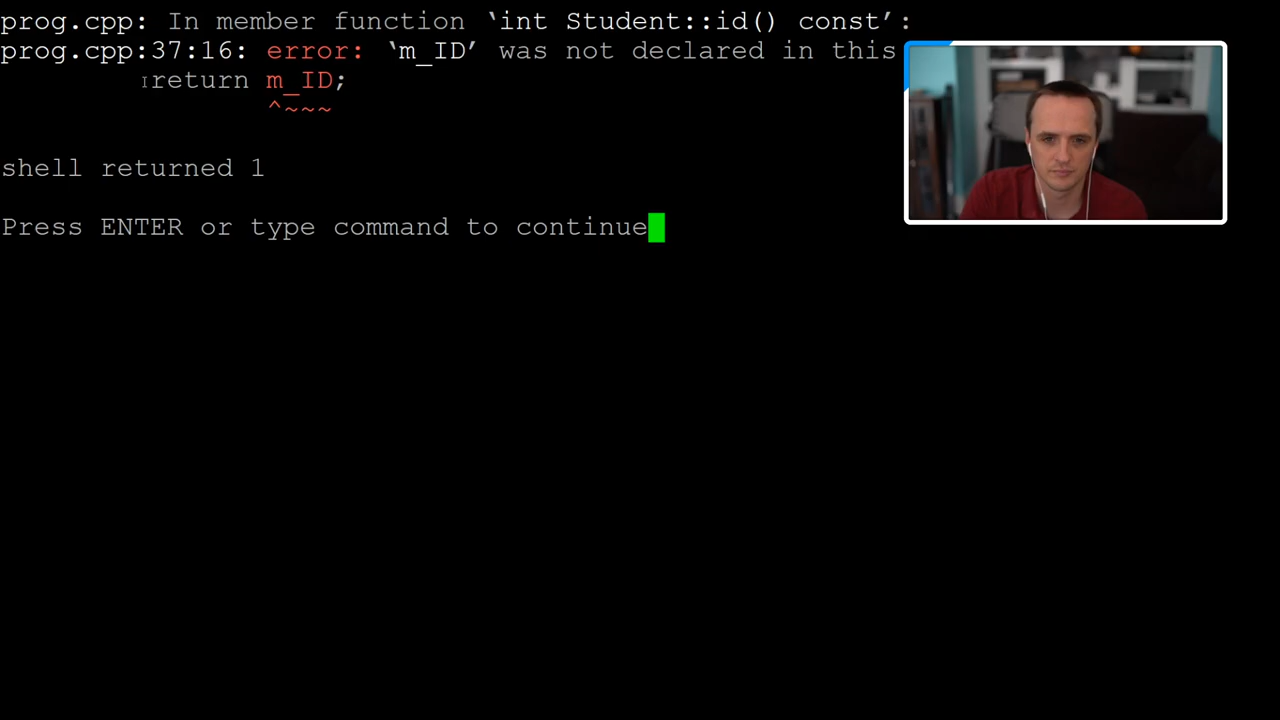 prog.cpp: In member function ‘int Student::id() const’:
prog.cpp:37:16: error: ‘m_ID’ was not declared in this
return m_ID;
^~~~
shell returned 1
Press ENTER or type command to continue